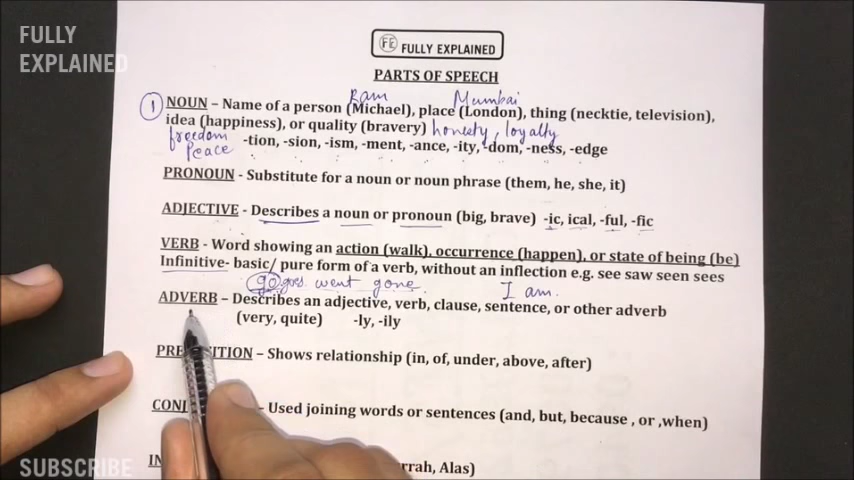 FULLY
EXPLAINED
FE FULLY EXPLAINED
PARTS OF SPEECH
Ram Mumbai
1 NOUN – Name of a person (Michael), place (London), thing (necktie, television),
idea (happiness), or quality (bravery) honesty, loyalty
freedom
Peace -tion, -sion, -ism, -ment, -ance, -ity, -dom, -ness, -edge
PRONOUN - Substitute for a noun or noun phrase (them, he, she, it)
ADJECTIVE - Describes a noun or pronoun (big, brave) -ic, ical, -ful, -fic
VERB - Word showing an action (walk), occurrence (happen), or state of being (be)
Infinitive- basic/ pure form of a verb, without an inflection e.g. see saw seen sees
go goes went gone I am.
ADVERB – Describes an adjective, verb, clause, sentence, or other adverb
(very, quite) -ly, -ily
– Shows relationship (in, of, under, above, after)
– Used joining words or sentences (and, but, because , or ,when)
Alas)
SUBSCRIBE